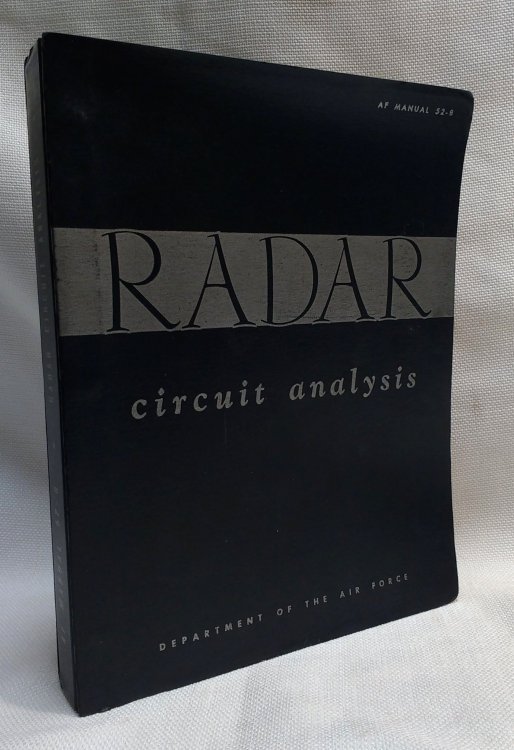 AF MANUAL 52-8
RADAR
circuit analysis
DEPARTMENT OF THE AIR FORCE